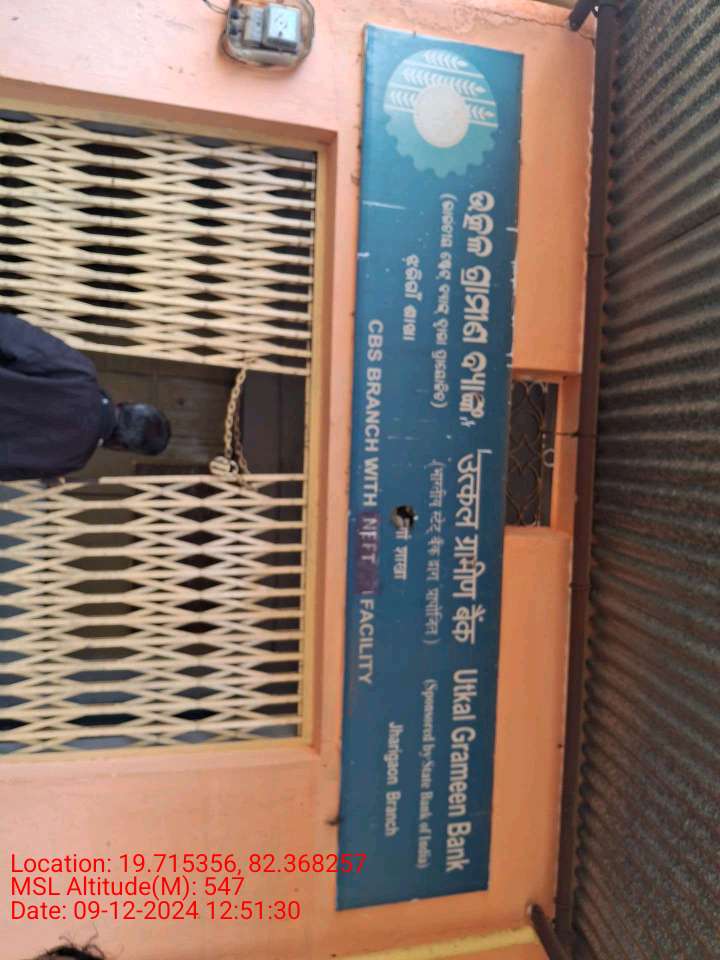 ଉତ୍କଳ ଗ୍ରାମ୍ୟ ବ୍ୟାଙ୍କ
(ଭାରତୀୟ ଷ୍ଟେଟ୍ ବ୍ୟାଙ୍କ୍ ଦ୍ୱାରା ପ୍ରାୟୋଜିତ)
ଶାଖା
उत्कल ग्रामीण बैंक
(भारतीय स्टेट बैंक द्वारा प्रायोजित)
शाखा
Utkal Grameen Bank
(Sponsored by State Bank of India)
Jharigaon Branch
CBS BRANCH WITH NEFT FACILITY
Location: 19.715356, 82.368257
MSL Altitude(M): 547
Date: 09-12-2024 12:51:30